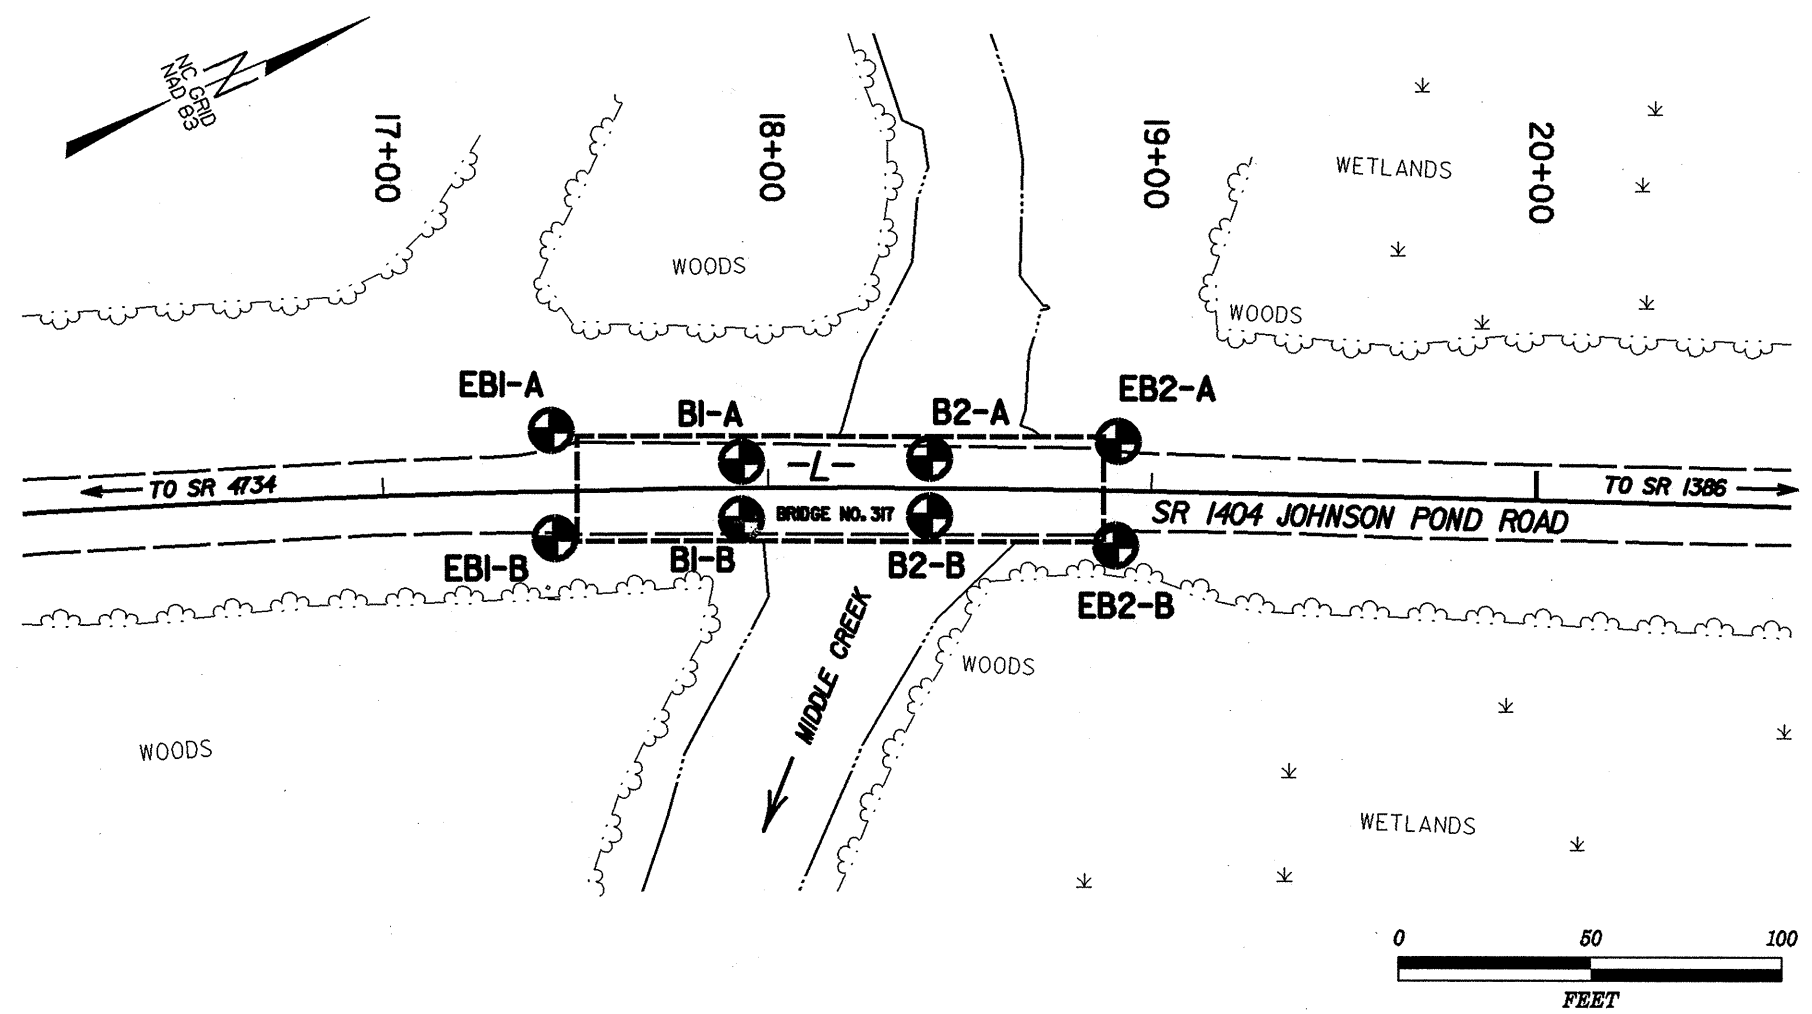 NC GRID
NAD 83
17+00
18+00
19+00
20+00
WETLANDS
WOODS
WOODS
EB1-A
B1-A
B2-A
EB2-A
-L-
TO SR 4734
TO SR 1386
BRIDGE NO. 317
SR 1404 JOHNSON POND ROAD
EB1-B
B1-B
B2-B
EB2-B
MIDDLE CREEK
WOODS
WOODS
WETLANDS
0 50 100
FEET